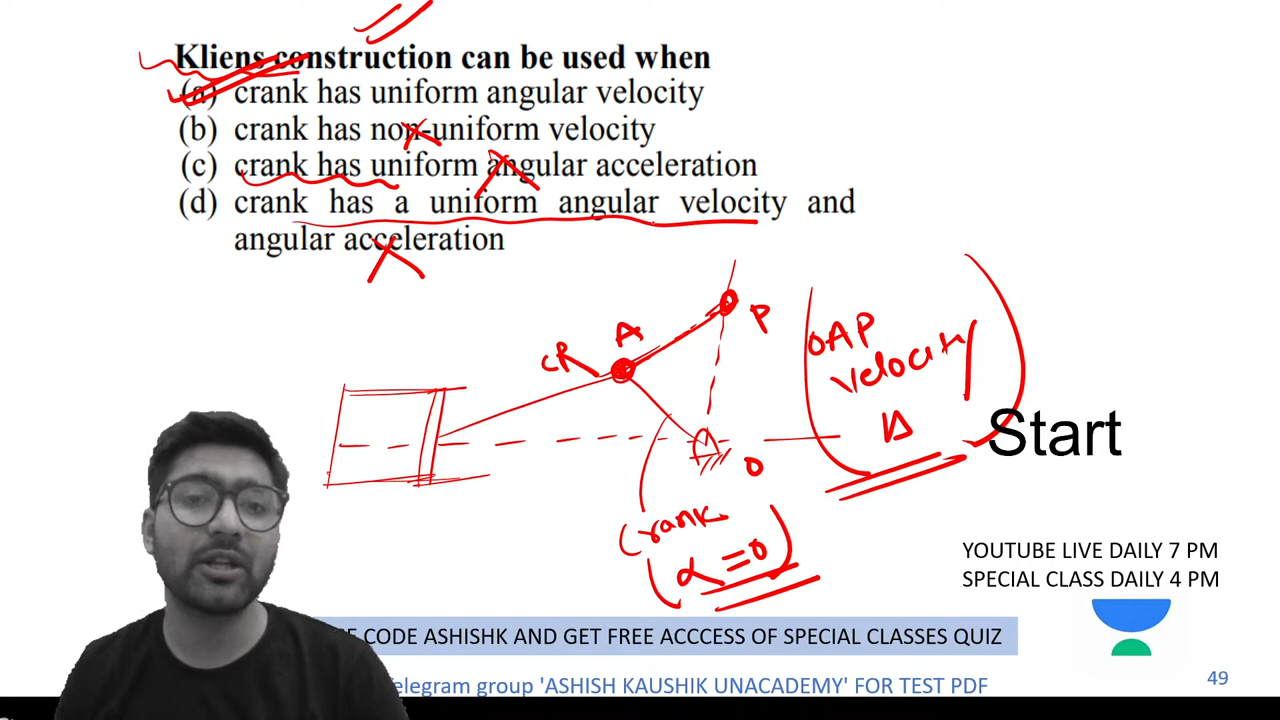 Kliens construction can be used when
(a) crank has uniform angular velocity
(b) crank has non-uniform velocity
(c) crank has uniform angular acceleration
(d) crank has a uniform angular velocity and
angular acceleration
P
A
CR
OAP
velocity
Δ
Start
O
Crank
α = 0
YOUTUBE LIVE DAILY 7 PM
SPECIAL CLASS DAILY 4 PM
CODE ASHISHK AND GET FREE ACCCESS OF SPECIAL CLASSES QUIZ
elegram group 'ASHISH KAUSHIK UNACADEMY' FOR TEST PDF
49